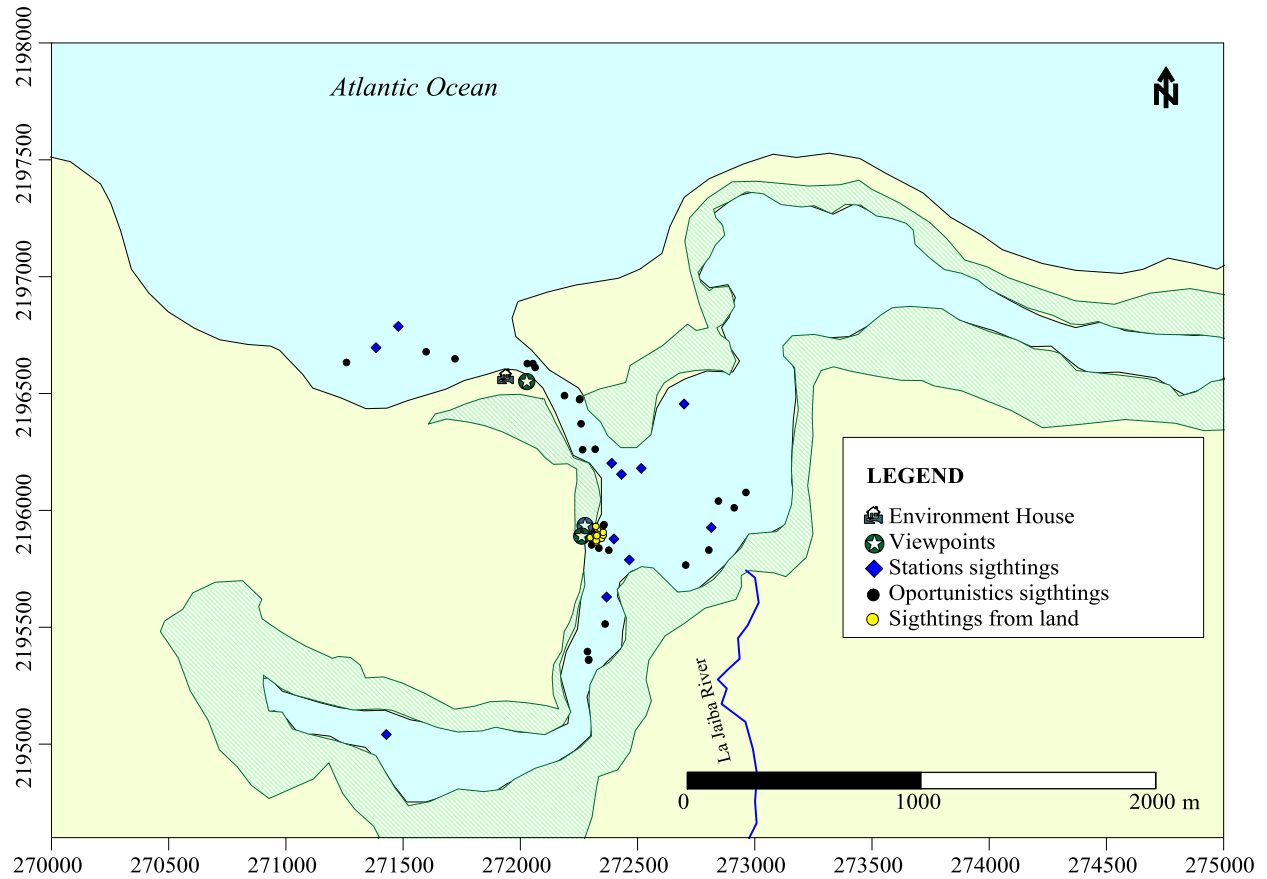 2198000
2197500
2197000
2196500
2196000
2195500
2195000
Atlantic Ocean
N
LEGEND
Environment House
Viewpoints
Stations sigthtings
Oportunistics sigthtings
Sigthtings from land
La Jaiba River
0 1000 2000 m
270000 270500 271000 271500 272000 272500 273000 273500 274000 274500 275000